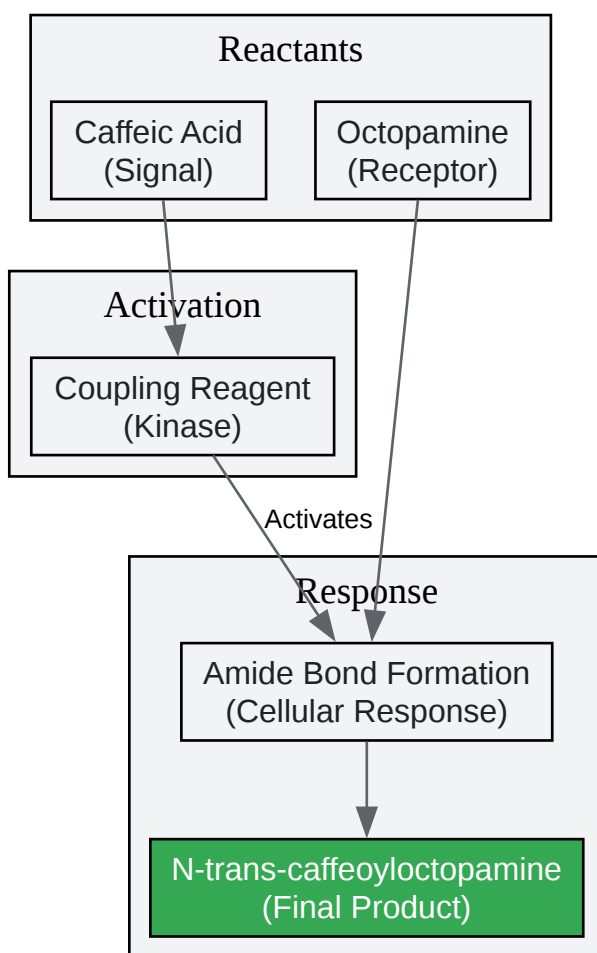 Reactants
Caffeic Acid
(Signal)
Octopamine
(Receptor)
Activation
Coupling Reagent
(Kinase)
Activates
Response
Amide Bond Formation
(Cellular Response)
N-trans-caffeoyloctopamine
(Final Product)